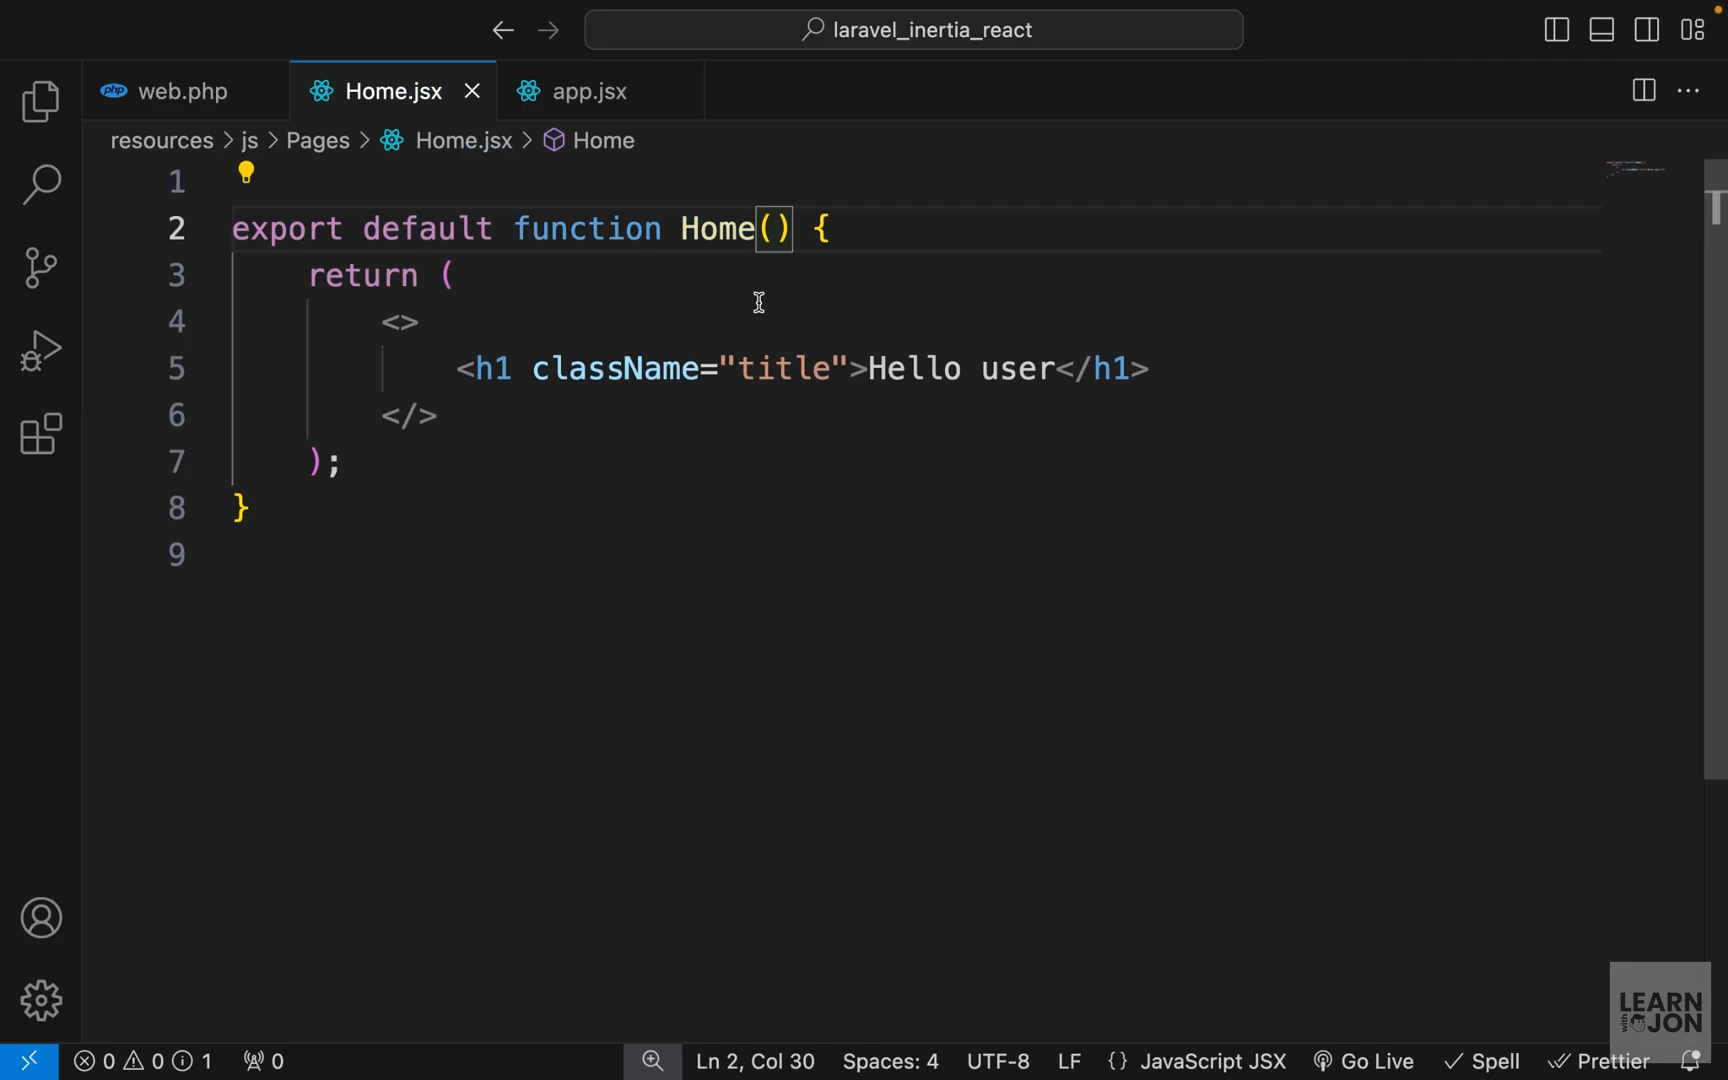 laravel_inertia_react
php web.php Home.jsx app.jsx
resources > js > Pages > Home.jsx > Home
1
2 export default function Home() {
3 return (
4 <>
5 <h1 className="title">Hello user</h1>
6 </>
7 );
8 }
9
0 0 1 0 Ln 2, Col 30 Spaces: 4 UTF-8 LF {} JavaScript JSX Go Live Spell Prettier
LEARN
with JON